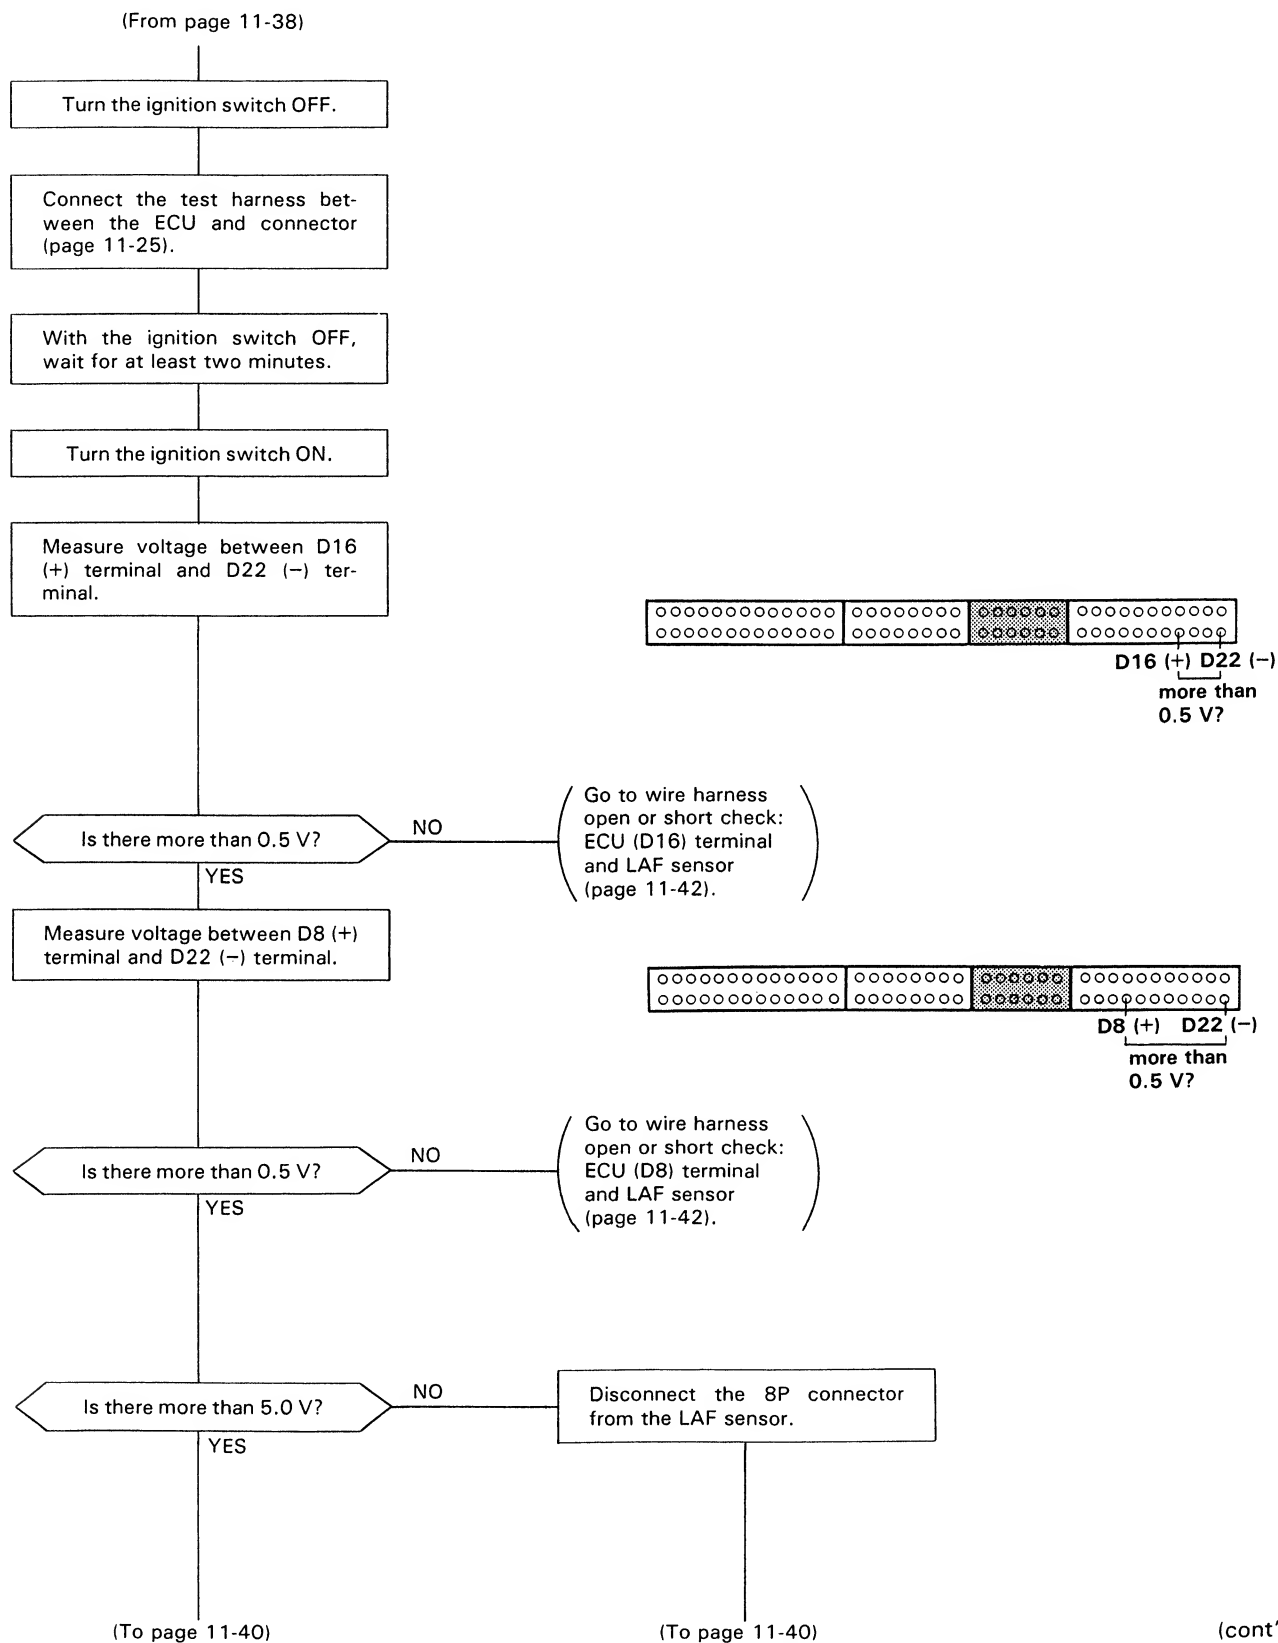 (From page 11-38)
Turn the ignition switch OFF.
Connect the test harness bet-
ween the ECU and connector
(page 11-25).
With the ignition switch OFF,
wait for at least two minutes.
Turn the ignition switch ON.
Measure voltage between D16
(+) terminal and D22 (−) ter-
minal.
D16 (+) D22 (−)
more than
0.5 V?
Is there more than 0.5 V?
NO
Go to wire harness
open or short check:
ECU (D16) terminal
and LAF sensor
(page 11-42).
YES
Measure voltage between D8 (+)
terminal and D22 (−) terminal.
D8 (+) D22 (−)
more than
0.5 V?
Is there more than 0.5 V?
NO
Go to wire harness
open or short check:
ECU (D8) terminal
and LAF sensor
(page 11-42).
YES
Is there more than 5.0 V?
NO
Disconnect the 8P connector
from the LAF sensor.
YES
(To page 11-40)
(To page 11-40)
(cont'